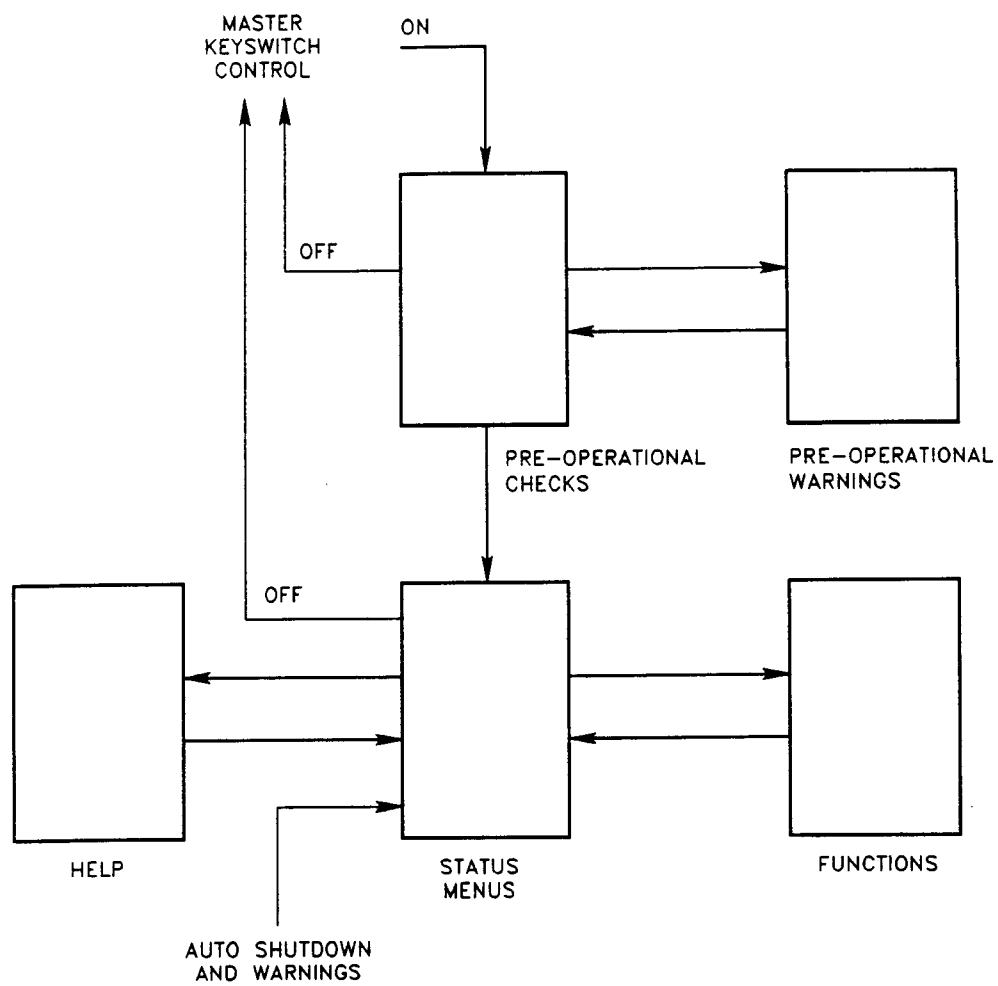 MASTER
KEYSWITCH
CONTROL
ON
OFF
PRE-OPERATIONAL
CHECKS
PRE-OPERATIONAL
WARNINGS
OFF
HELP
STATUS
MENUS
FUNCTIONS
AUTO SHUTDOWN
AND WARNINGS